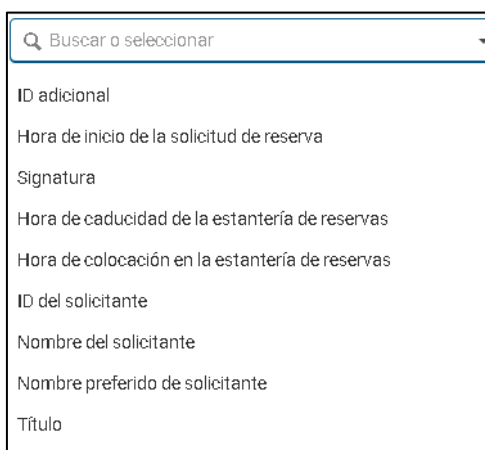 Buscar o seleccionar
ID adicional
Hora de inicio de la solicitud de reserva
Signatura
Hora de caducidad de la estantería de reservas
Hora de colocación en la estantería de reservas
ID del solicitante
Nombre del solicitante
Nombre preferido de solicitante
Título